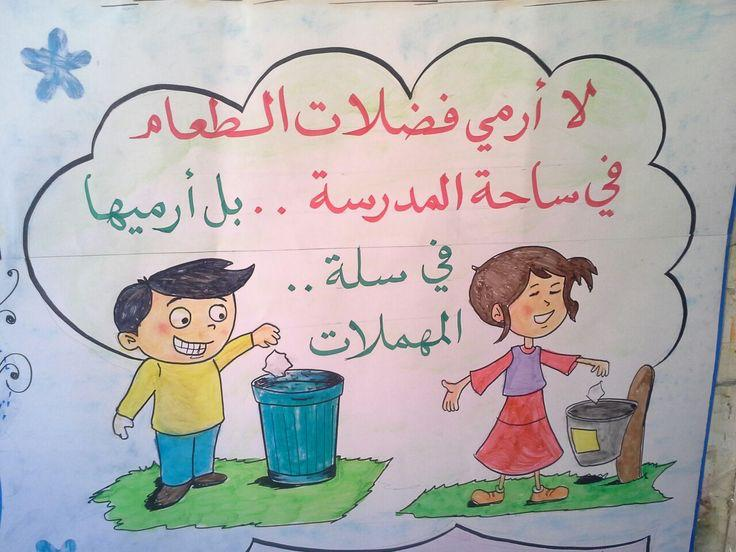 لا أرمي فضلات الطعام
في ساحة المدرسة .. بل أرميها
في سلة ..
المهملات